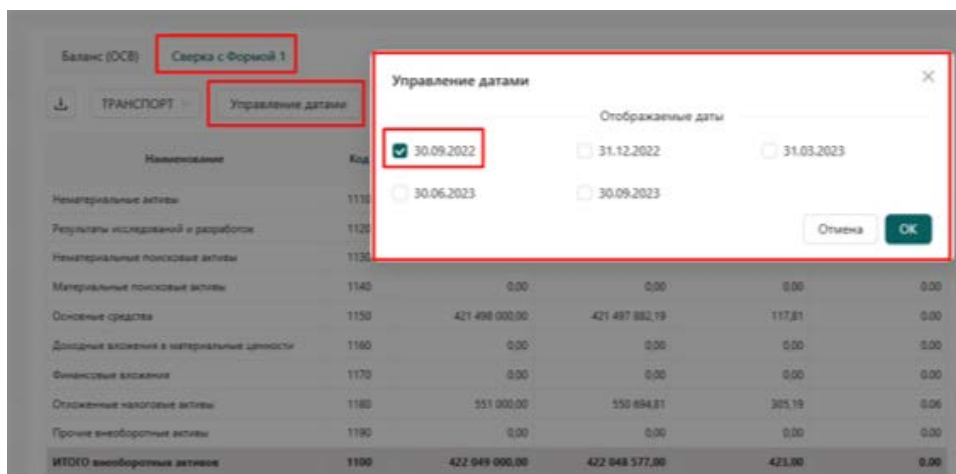 Баланс (ОСВ) Сверка с Формой 1
ТРАНСПОРТ Управление датами
Управление датами
Отображаемые даты
30.09.2022 31.12.2022 31.03.2023
30.06.2023 30.09.2023
Отмена ОК
Наименование Код
Нематериальные активы 1110
Результаты исследований и разработок 1120
Нематериальные поисковые активы 1130
Материальные поисковые активы 1140 0,00 0,00 0,00 0.00
Основные средства 1150 421 498 000,00 421 497 882,19 117,81 0.00
Доходные вложения в материальные ценности 1160 0,00 0,00 0,00 0.00
Финансовые вложения 1170 0,00 0,00 0,00 0.00
Отложенные налоговые активы 1180 551 000,00 550 694,81 305,19 0.06
Прочие внеоборотные активы 1190 0,00 0,00 0,00 0.00
ИТОГО внеоборотных активов 1100 422 049 000,00 422 048 577,00 423,00 0.00